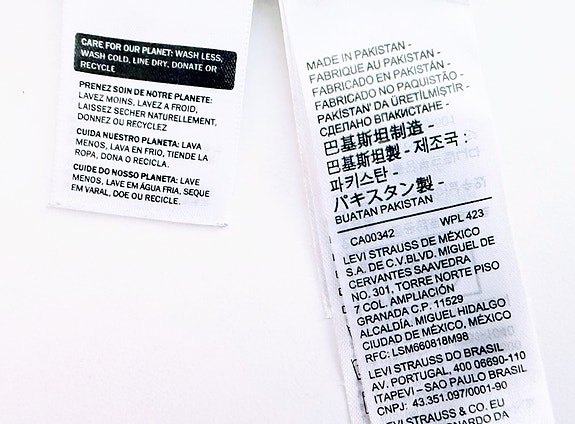 CARE FOR OUR PLANET: WASH LESS,
WASH COLD, LINE DRY, DONATE OR
RECYCLE
PRENEZ SOIN DE NOTRE PLANETE:
LAVEZ MOINS, LAVEZ A FROID,
LAISSEZ SECHER NATURELLEMENT,
DONNEZ OU RECYCLEZ
CUIDA NUESTRO PLANETA: LAVA
MENOS, LAVA EN FRIO, TIENDE LA
ROPA, DONA O RECICLA.
CUIDE DO NOSSO PLANETA: LAVE
MENOS, LAVE EM ÁGUA FRIA, SEQUE
EM VARAL, DOE OU RECICLE.
MADE IN PAKISTAN -
FABRIQUE AU PAKISTAN -
FABRICADO EN PAKISTÁN -
FABRICADO NO PAQUISTÃO -
PAKİSTAN' DA ÜRETİLMİŞTİR -
СДЕЛАНО ВПАКИСТАНЕ -
巴基斯坦制造 -
巴基斯坦製 - 제조국 :
파키스탄 -
パキスタン製 -
BUATAN PAKISTAN
CA00342 WPL 423
LEVI STRAUSS DE MÉXICO
S.A. DE C.V.BLVD. MIGUEL DE
CERVANTES SAAVEDRA
NO. 301, TORRE NORTE PISO
7 COL. AMPLIACIÓN
GRANADA C.P. 11529
ALCALDÍA. MIGUEL HIDALGO
CIUDAD DE MÉXICO, MÉXICO
RFC: LSM660818M98
LEVI STRAUSS DO BRASIL
AV. PORTUGAL, 400 06690-110
ITAPEVI – SAO PAULO BRASIL
CNPJ: 43.351.097/0001-90
LEVI STRAUSS & CO. EU
LEONARDO DA